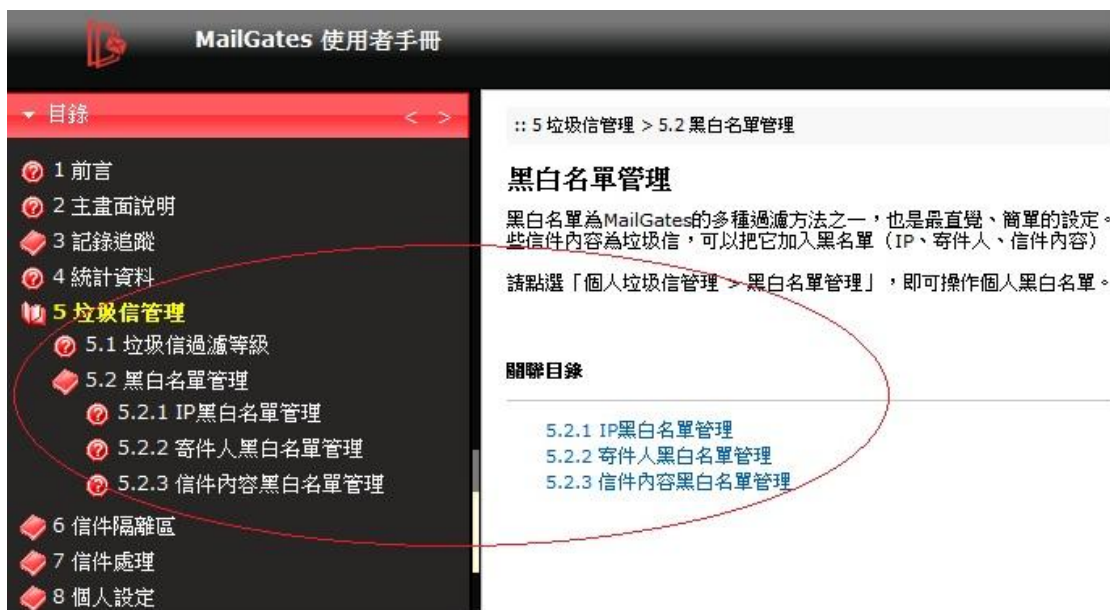 MailGates 使用者手冊
目錄
< >
1 前言
2 主畫面說明
3 記錄追蹤
4 統計資料
5 垃圾信管理
5.1 垃圾信過濾等級
5.2 黑白名單管理
5.2.1 IP黑白名單管理
5.2.2 寄件人黑白名單管理
5.2.3 信件內容黑白名單管理
6 信件隔離區
7 信件處理
8 個人設定
:: 5 垃圾信管理 > 5.2 黑白名單管理
黑白名單管理
黑白名單為MailGates的多種過濾方法之一，也是最直覺、簡單的設定。
些信件內容為垃圾信，可以把它加入黑名單（IP、寄件人、信件內容）
請點選「個人垃圾信管理 > 黑白名單管理」，即可操作個人黑白名單。
關聯目錄
5.2.1 IP黑白名單管理
5.2.2 寄件人黑白名單管理
5.2.3 信件內容黑白名單管理